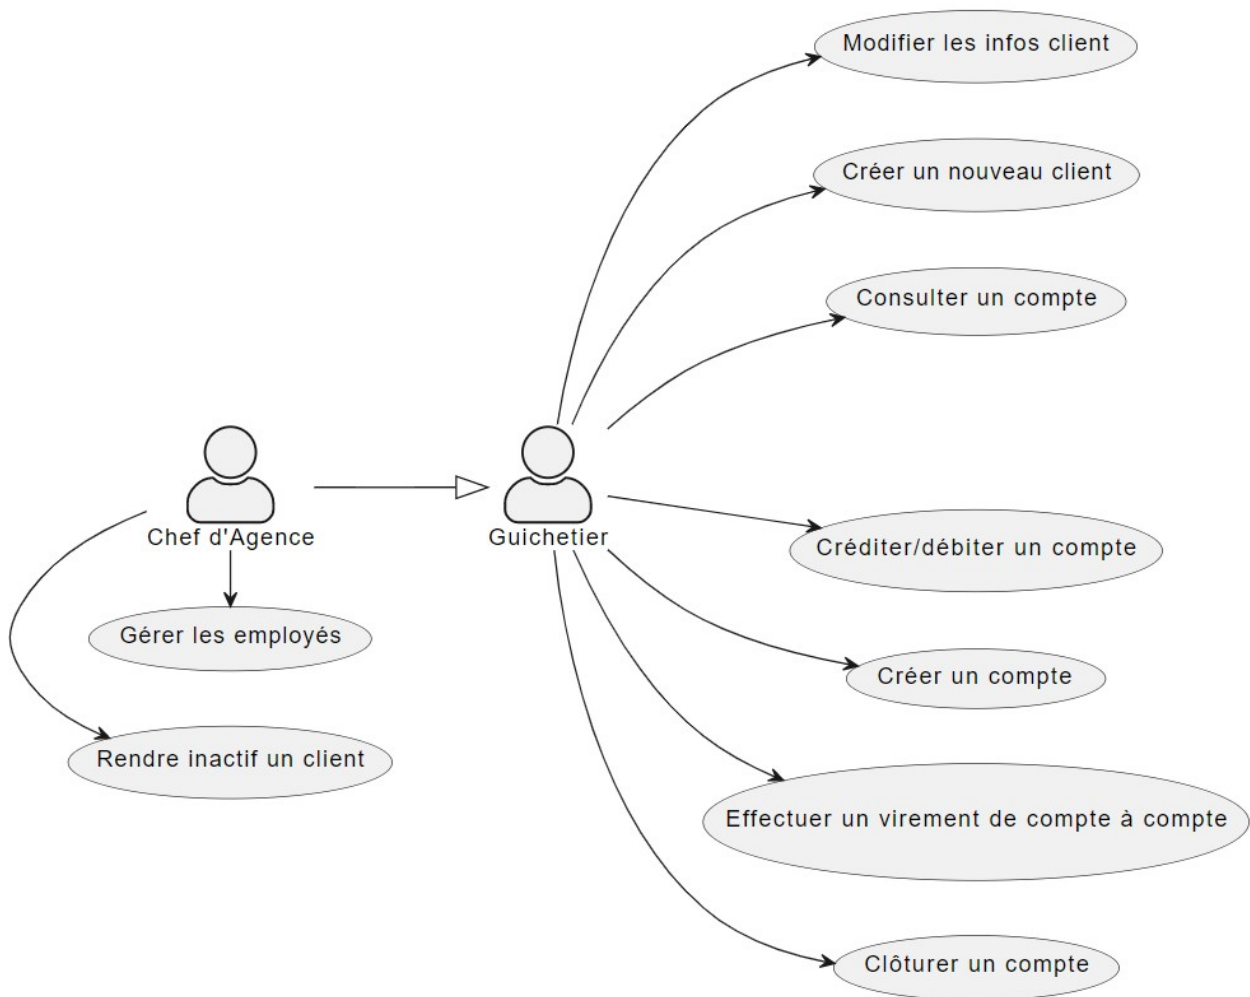 Modifier les infos client
Créer un nouveau client
Consulter un compte
Chef d'Agence
Guichetier
Créditer/débiter un compte
Gérer les employés
Créer un compte
Rendre inactif un client
Effectuer un virement de compte à compte
Clôturer un compte